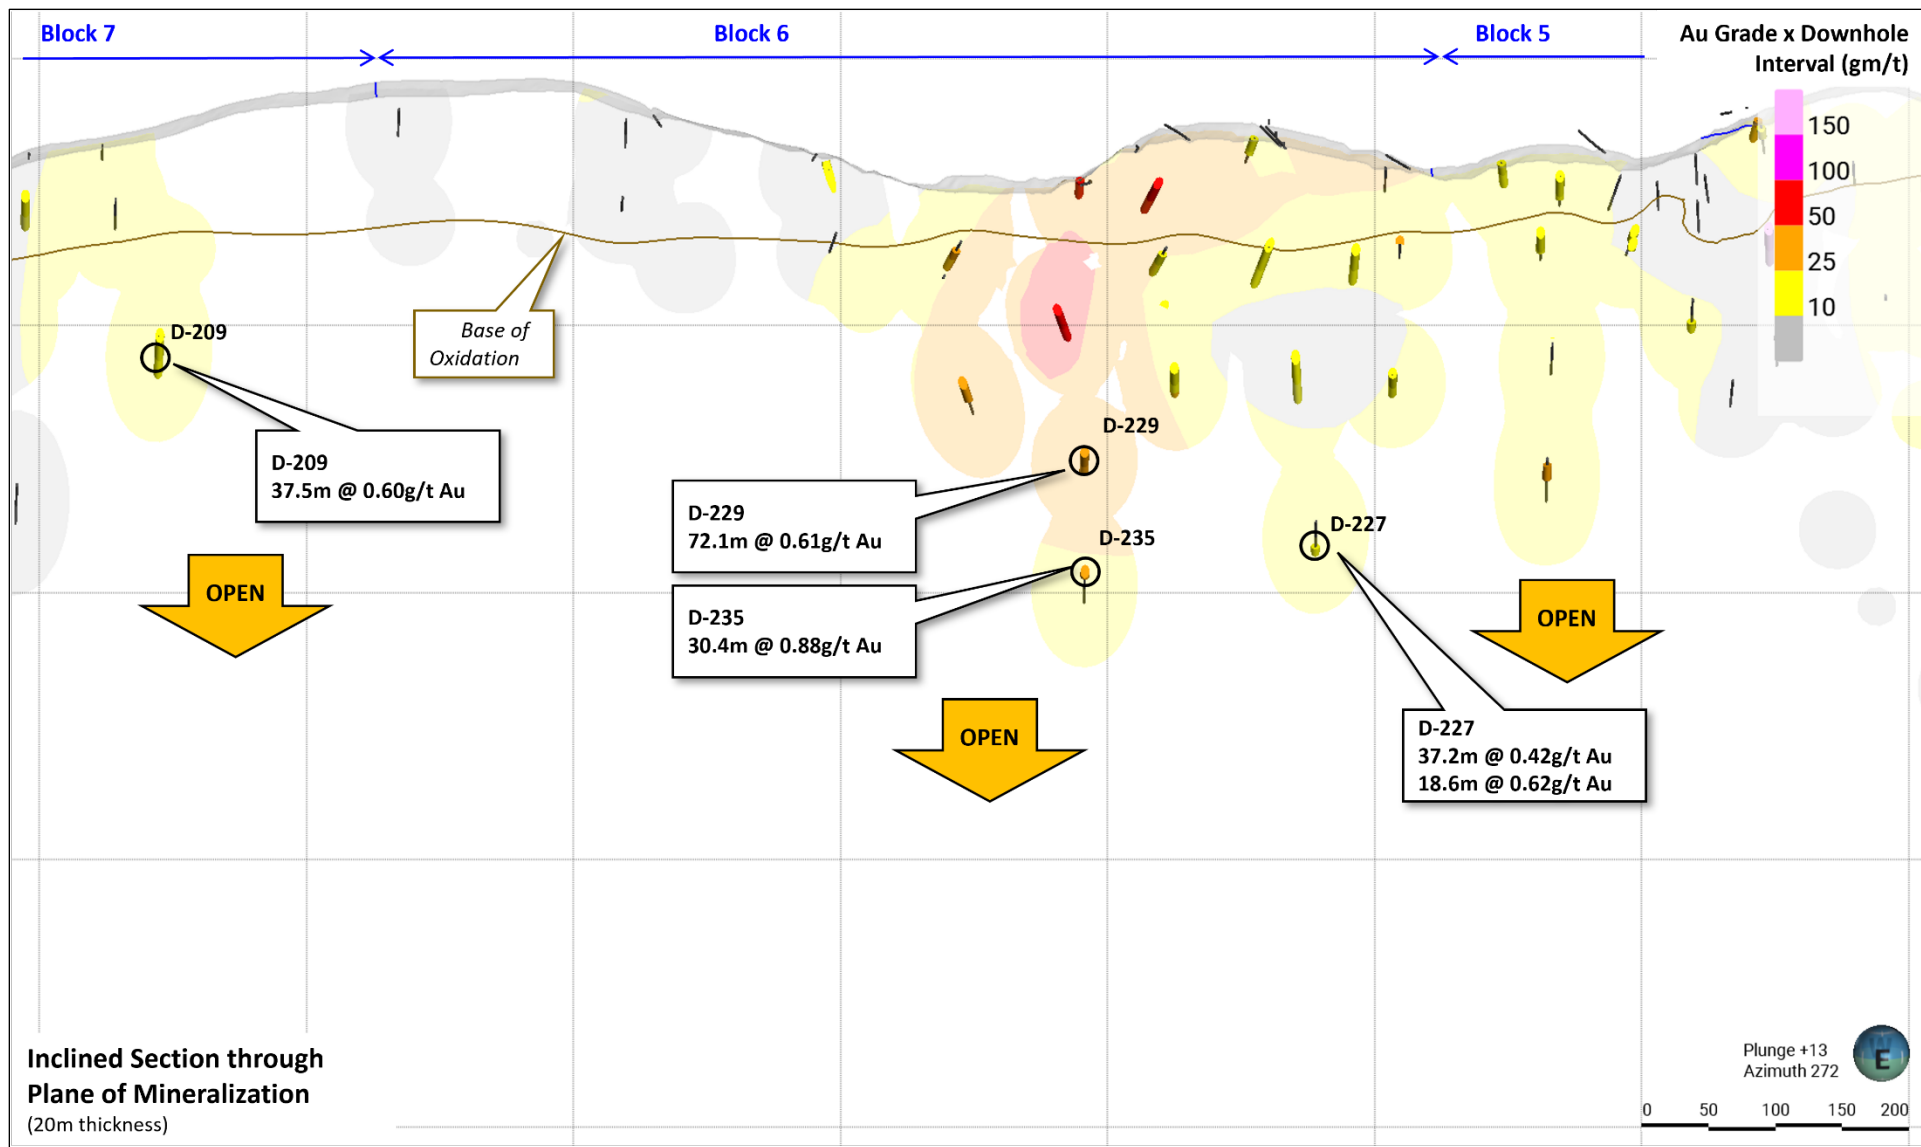 Block 7
Block 6
Block 5
Au Grade x Downhole
Interval (gm/t)
150
100
50
25
10
Base of
Oxidation
D-209
D-209
37.5m @ 0.60g/t Au
D-229
D-229
72.1m @ 0.61g/t Au
D-235
D-235
30.4m @ 0.88g/t Au
D-227
D-227
37.2m @ 0.42g/t Au
18.6m @ 0.62g/t Au
OPEN
OPEN
OPEN
Inclined Section through
Plane of Mineralization
(20m thickness)
Plunge +13
Azimuth 272
E
0 50 100 150 200